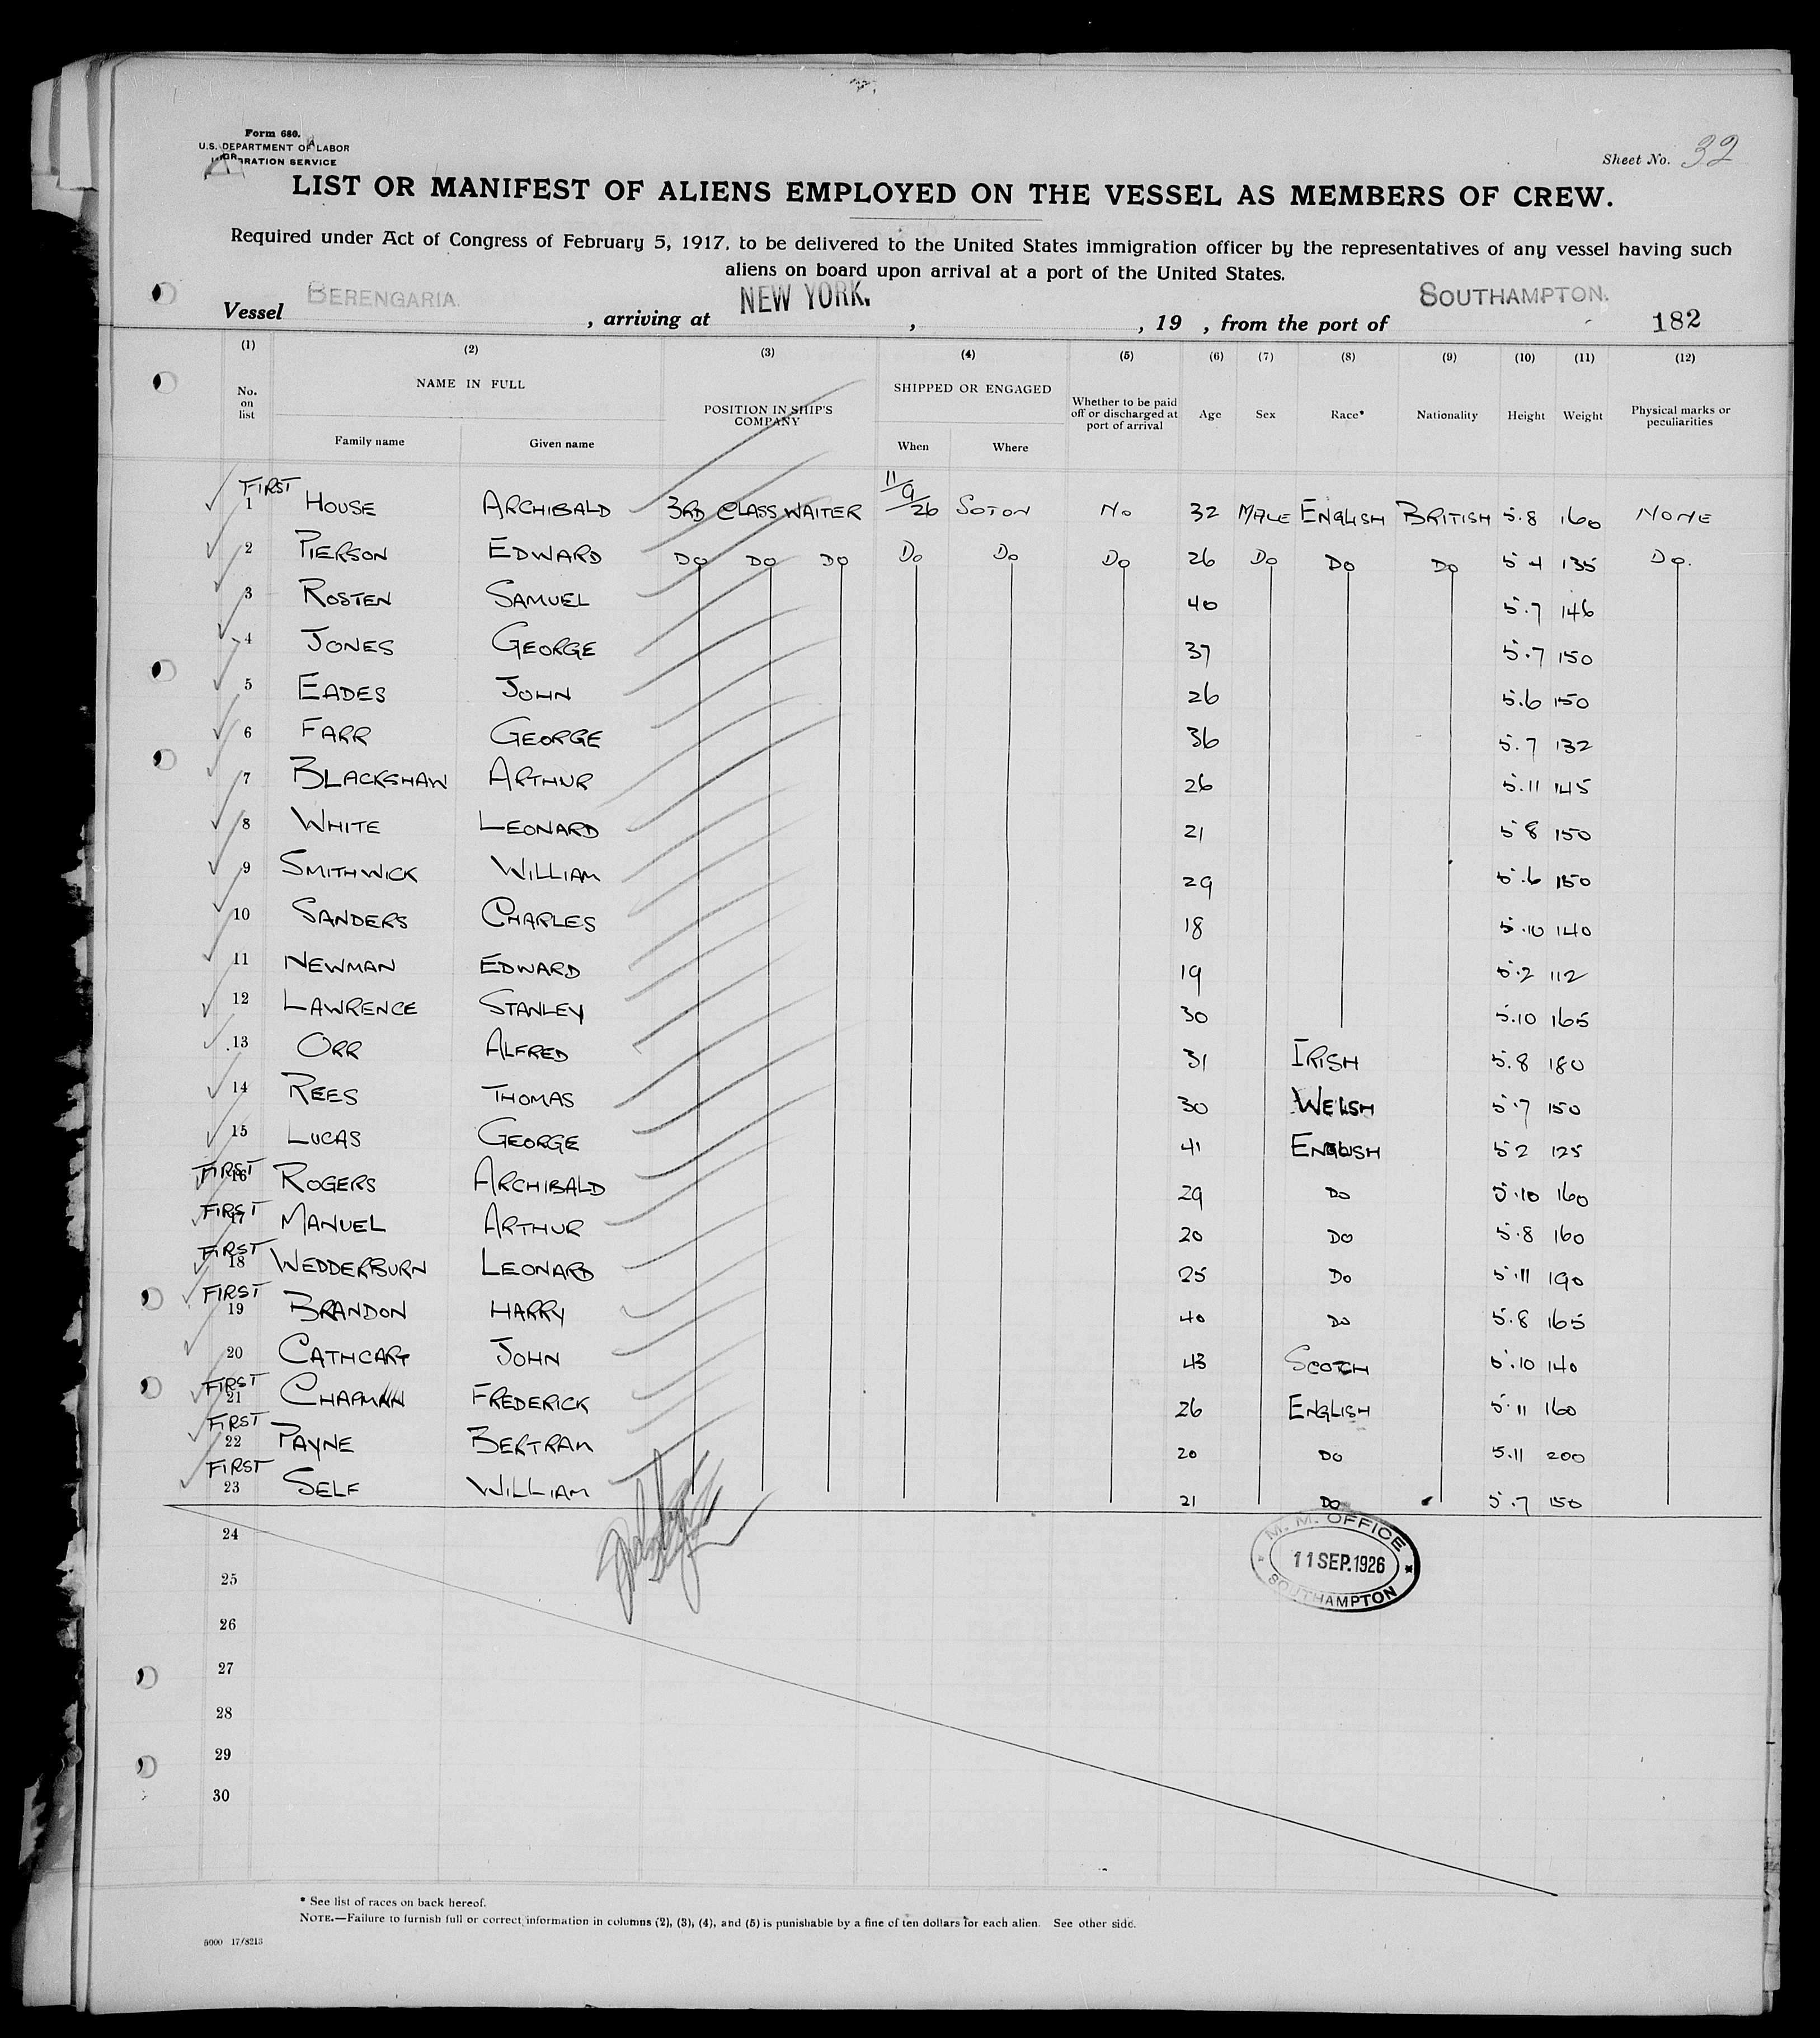 Form 680.
U.S. DEPARTMENT OF LABOR
IMMIGRATION SERVICE
Sheet No. 32
LIST OR MANIFEST OF ALIENS EMPLOYED ON THE VESSEL AS MEMBERS OF CREW.
Required under Act of Congress of February 5, 1917, to be delivered to the United States immigration officer by the representatives of any vessel having such
aliens on board upon arrival at a port of the United States.
Vessel BERENGARIA. , arriving at NEW YORK. , , 19 , from the port of SOUTHAMPTON. 182
(1) (2) (3) (4) (5) (6) (7) (8) (9) (10) (11) (12)
No. on list NAME IN FULL POSITION IN SHIP'S COMPANY SHIPPED OR ENGAGED Whether to be paid off or discharged at port of arrival Age Sex Race* Nationality Height Weight Physical marks or peculiarities
Family name Given name When Where
FIRST 1 HOUSE ARCHIBALD 3RD CLASS WAITER 11/9/26 SOTON NO 32 MALE ENGLISH BRITISH 5.8 160 NONE
2 PIERSON EDWARD DO DO DO DO DO DO 26 DO DO DO 5 4 135 DO.
3 ROSTEN SAMUEL 40 5.7 146
4 JONES GEORGE 37 5.7 150
5 EADES JOHN 26 5.6 150
6 FARR GEORGE 36 5.7 132
7 BLACKSHAW ARTHUR 26 5.11 145
8 WHITE LEONARD 21 5 8 150
9 SMITHWICK WILLIAM 29 5.6 150
10 SANDERS CHARLES 18 5.10 140
11 NEWMAN EDWARD 19 5.2 112
12 LAWRENCE STANLEY 30 5.10 165
13 ORR ALFRED 31 IRISH 5.8 180
14 REES THOMAS 30 WELSH 5.7 150
15 LUCAS GEORGE 41 ENGLISH 5 2 125
FIRST 16 ROGERS ARCHIBALD 29 DO 5.10 160
FIRST 17 MANUEL ARTHUR 20 DO 5.8 160
FIRST 18 WEDDERBURN LEONARD 25 DO 5.11 190
FIRST 19 BRANDON HARRY 40 DO 5.8 165
20 CATHCART JOHN 43 SCOTCH 5.10 140
FIRST 21 CHAPMAN FREDERICK 26 ENGLISH 5.11 160
FIRST 22 PAYNE BERTRAM 20 DO 5.11 200
FIRST 23 SELF WILLIAM 21 DO 5.7 150
24
25
26
27
28
29
30
M. M. OFFICE
11 SEP. 1926
SOUTHAMPTON
* See list of races on back hereof.
NOTE.—Failure to furnish full or correct information in columns (2), (3), (4), and (5) is punishable by a fine of ten dollars for each alien. See other side.
5000 17/8213